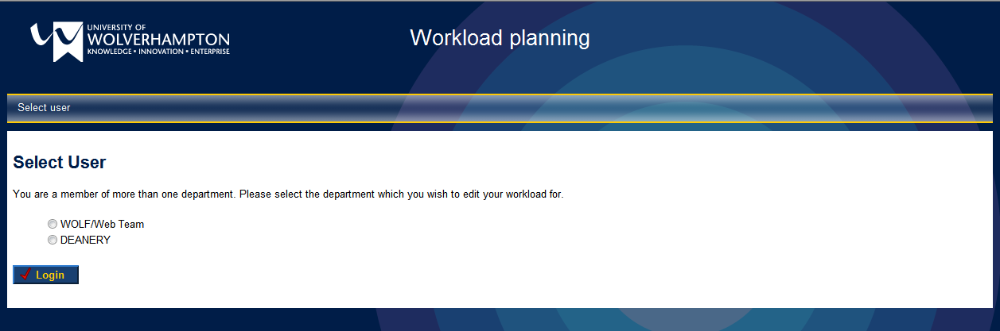 UNIVERSITY OF
WOLVERHAMPTON
KNOWLEDGE • INNOVATION • ENTERPRISE
Workload planning
Select user
Select User
You are a member of more than one department. Please select the department which you wish to edit your workload for.
WOLF/Web Team
DEANERY
Login